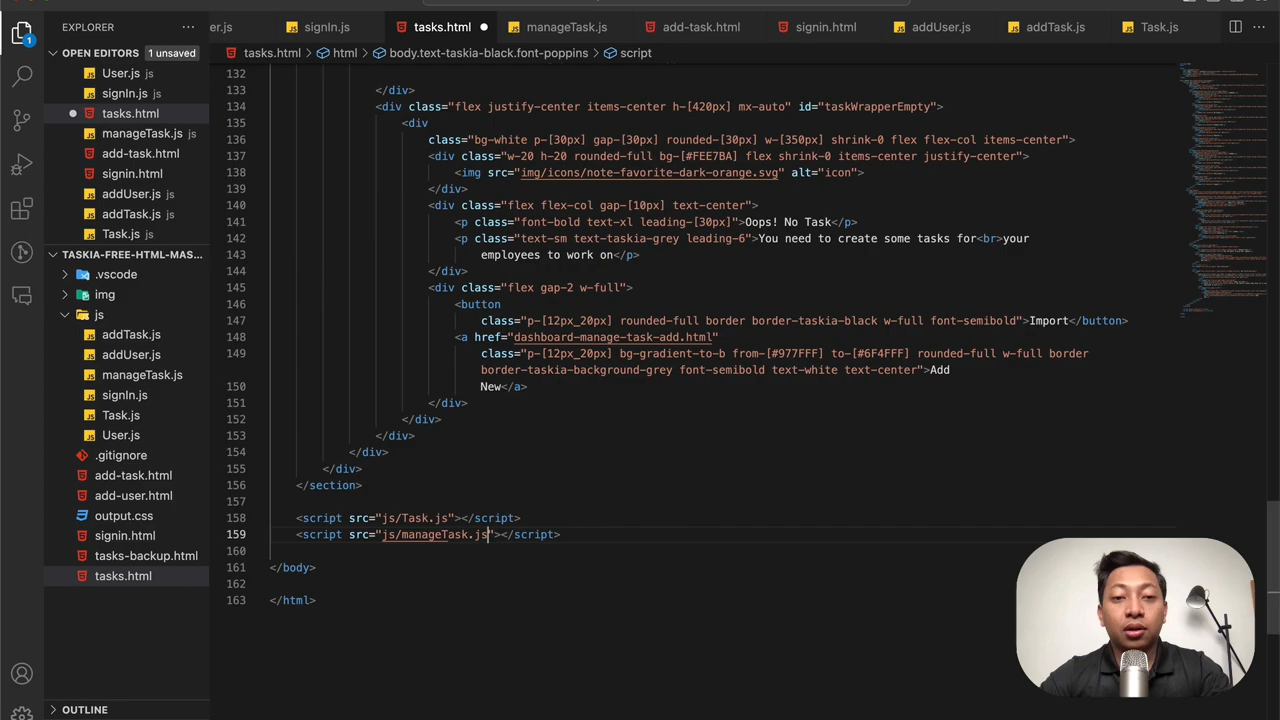 EXPLORER
OPEN EDITORS 1 unsaved
User.js js
signIn.js js
tasks.html
manageTask.js js
add-task.html
signin.html
addUser.js js
addTask.js js
Task.js js
TASKIA-FE-HTML-MAS...
.vscode
img
js
addTask.js
addUser.js
manageTask.js
signIn.js
Task.js
User.js
.gitignore
add-task.html
add-user.html
output.css
signin.html
tasks-backup.html
tasks.html
OUTLINE
1
er.js signIn.js tasks.html manageTask.js add-task.html signin.html addUser.js addTask.js Task.js
tasks.html > html > body.text-taskia-black.font-poppins > script
132
133 </div>
134 <div class="flex justify-center items-center h-[420px] mx-auto" id="taskWrapperEmpty">
135 <div
136 class="bg-white p-[30px] gap-[30px] rounded-[30px] w-[350px] shrink-0 flex flex-col items-center">
137 <div class="w-20 h-20 rounded-full bg-[#FEE7BA] flex shrink-0 items-center justify-center">
138 <img src="img/icons/note-favorite-dark-orange.svg" alt="icon">
139 </div>
140 <div class="flex flex-col gap-[10px] text-center">
141 <p class="font-bold text-xl leading-[30px]">Oops! No Task</p>
142 <p class="text-sm text-taskia-grey leading-6">You need to create some tasks for<br>your
143 employees to work on</p>
144 </div>
145 <div class="flex gap-2 w-full">
146 <button
147 class="p-[12px_20px] rounded-full border border-taskia-black w-full font-semibold">Import</button>
148 <a href="dashboard-manage-task-add.html"
149 class="p-[12px_20px] bg-gradient-to-b from-[#977FFF] to-[#6F4FFF] rounded-full w-full border
border-taskia-background-grey font-semibold text-white text-center">Add
150 New</a>
151 </div>
152 </div>
153 </div>
154 </div>
155 </div>
156 </section>
157
158 <script src="js/Task.js"></script>
159 <script src="js/manageTask.js"></script>
160
161 </body>
162
163 </html>